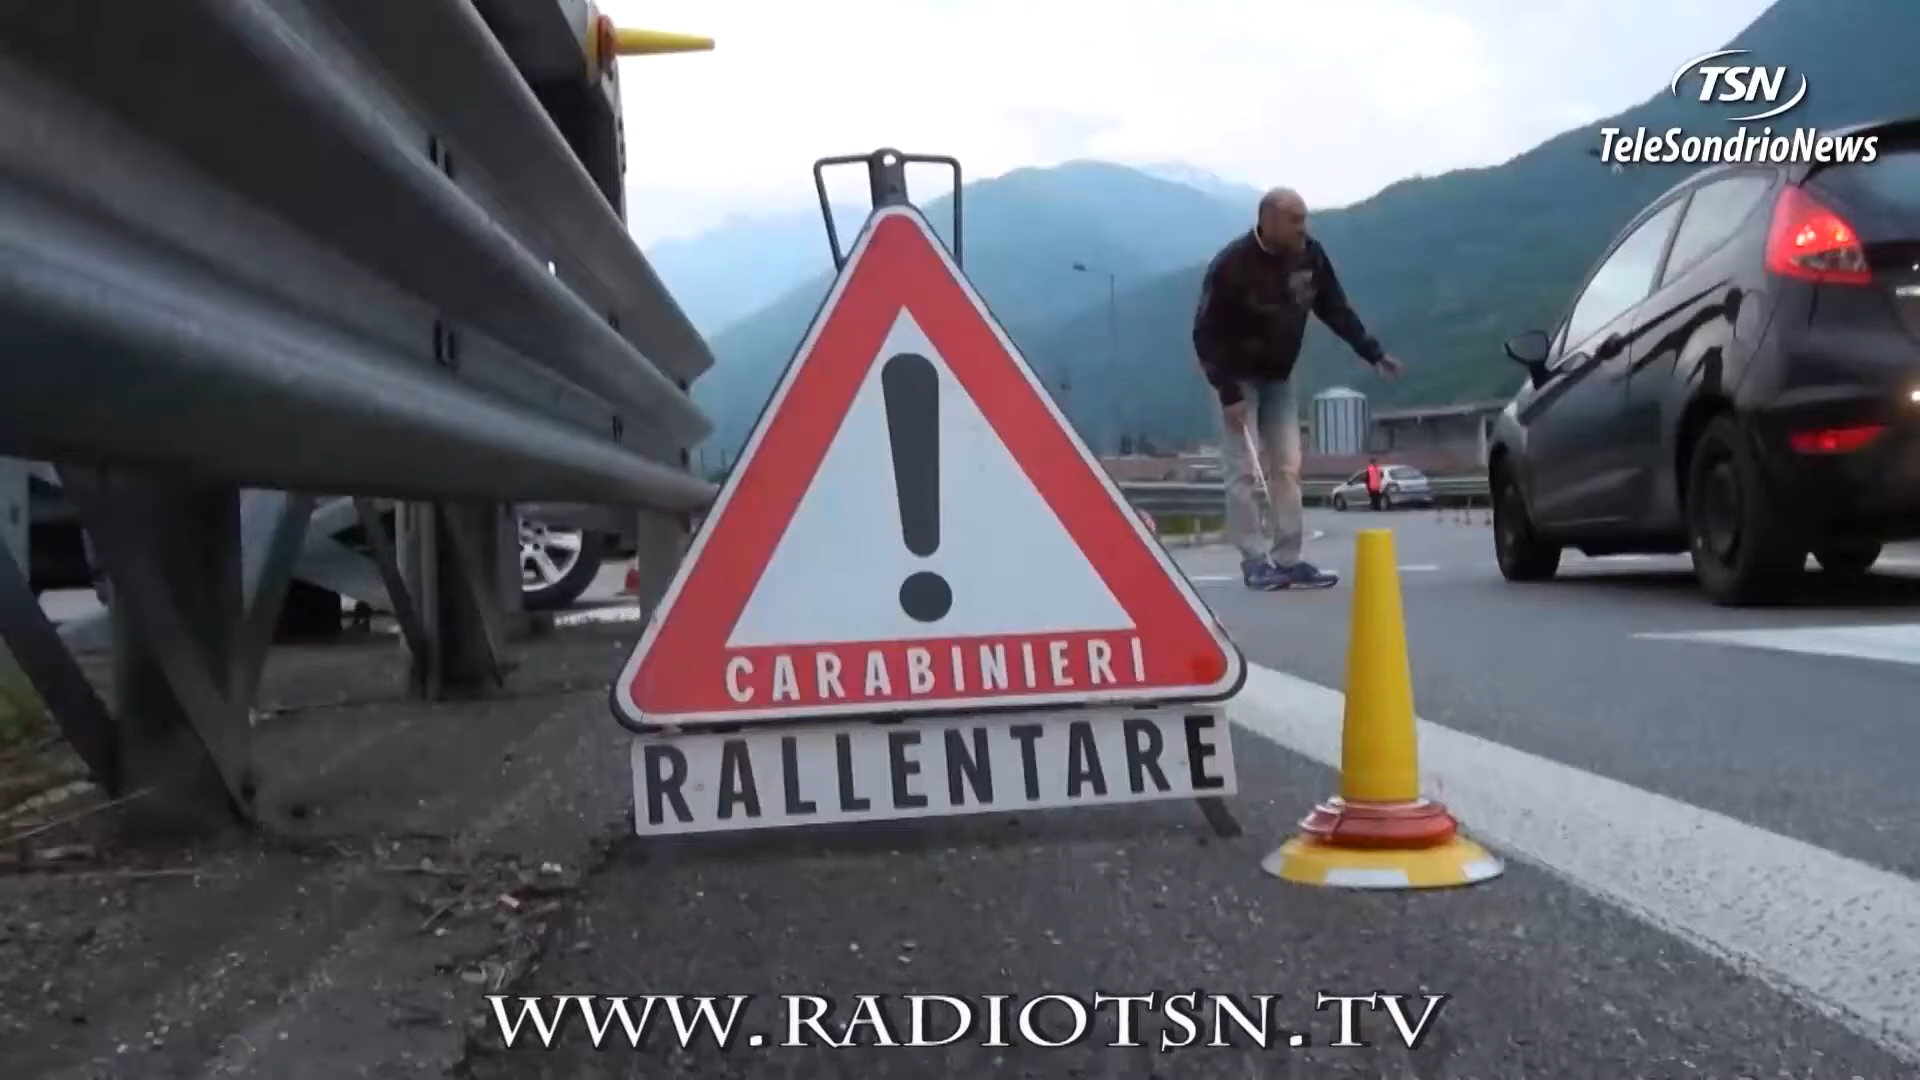 TSN
TeleSondrioNews
!
CARABINIERI
RALLENTARE
WWW.RADIOTSN.TV